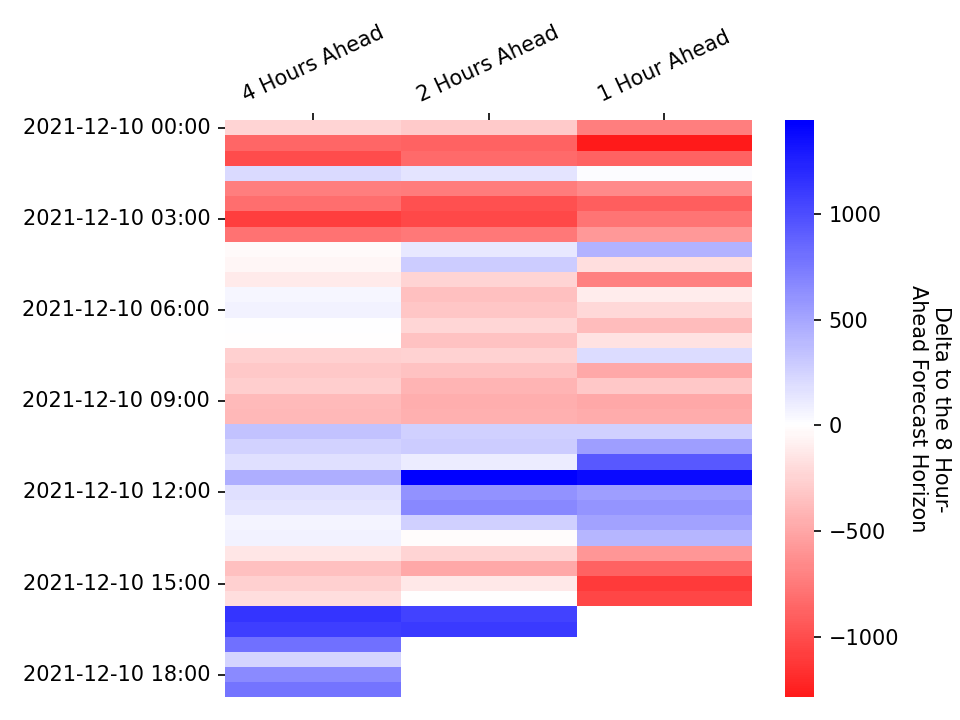 4 Hours Ahead
2 Hours Ahead
1 Hour Ahead
2021-12-10 00:00
2021-12-10 03:00
2021-12-10 06:00
2021-12-10 09:00
2021-12-10 12:00
2021-12-10 15:00
2021-12-10 18:00
1000
500
0
−500
−1000
Delta to the 8 Hour-
Ahead Forecast Horizon